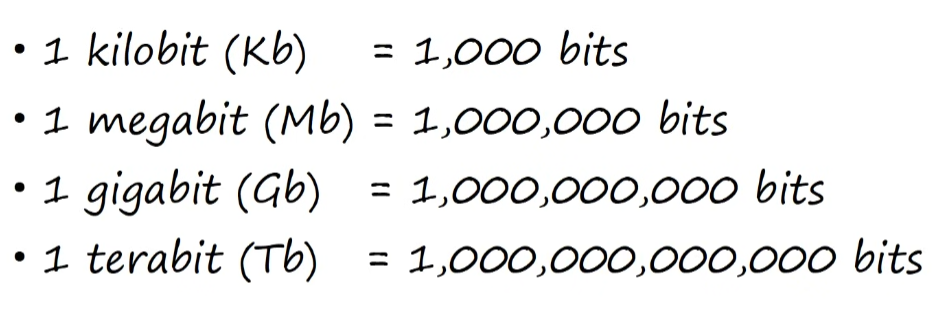 • 1 kilobit (Kb) = 1,000 bits
• 1 megabit (Mb) = 1,000,000 bits
• 1 gigabit (Gb) = 1,000,000,000 bits
• 1 terabit (Tb) = 1,000,000,000,000 bits